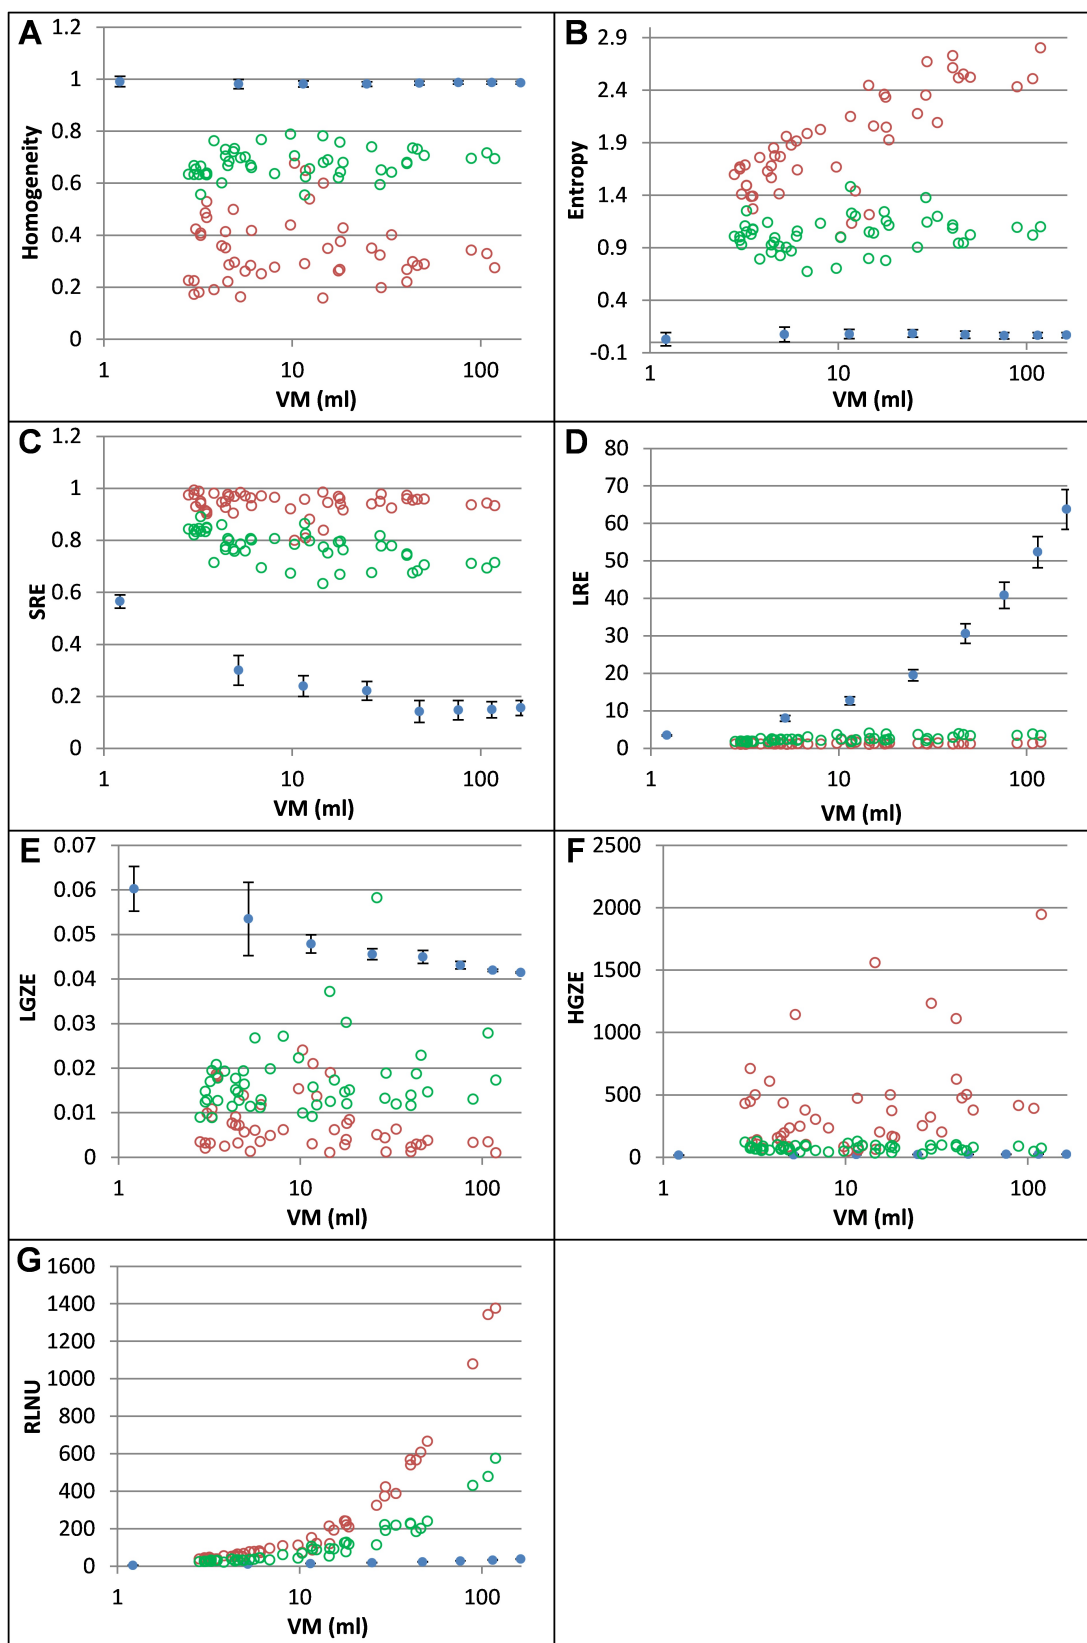 A
1.2
1
0.8
0.6
0.4
0.2
0
Homogeneity
1 10 100
VM (ml)
B
2.9
2.4
1.9
1.4
0.9
0.4
-0.1
Entropy
1 10 100
VM (ml)
C
1.2
1
0.8
0.6
0.4
0.2
0
SRE
1 10 100
VM (ml)
D
80
70
60
50
40
30
20
10
0
LRE
1 10 100
VM (ml)
E
0.07
0.06
0.05
0.04
0.03
0.02
0.01
0
LGZE
1 10 100
VM (ml)
F
2500
2000
1500
1000
500
0
HGZE
1 10 100
VM (ml)
G
1600
1400
1200
1000
800
600
400
200
0
RLNU
1 10 100
VM (ml)